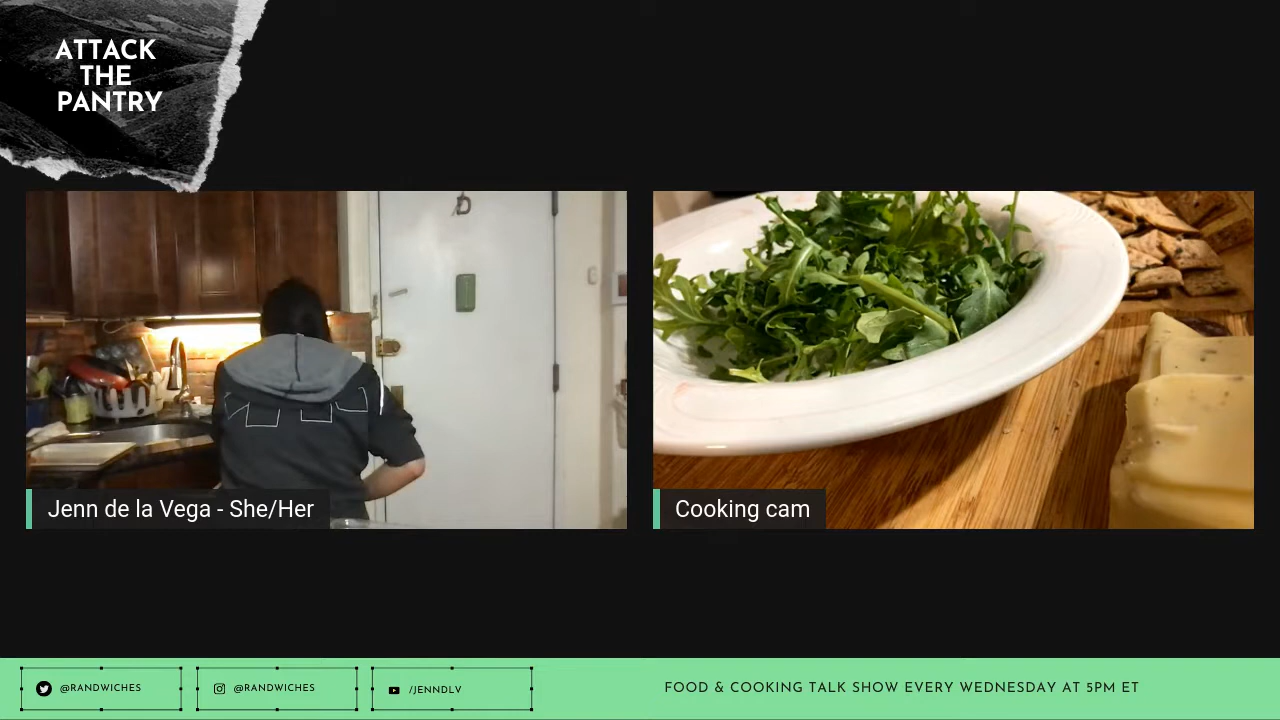 ATTACK
THE
PANTRY
D
Jenn de la Vega - She/Her
Cooking cam
@RANDWICHES
@RANDWICHES
/JENNDLV
FOOD & COOKING TALK SHOW EVERY WEDNESDAY AT 5PM ET